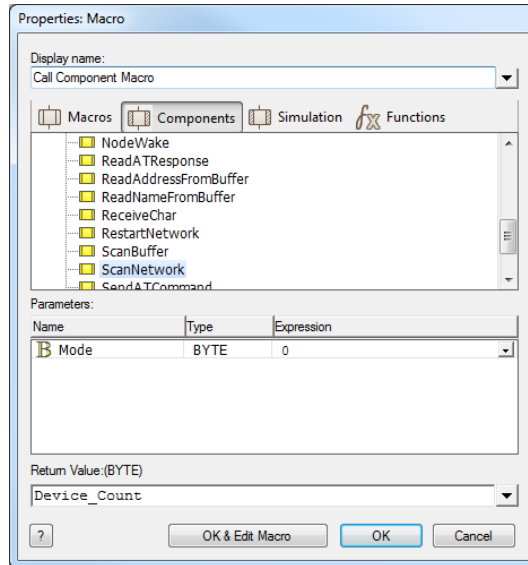 Properties: Macro
Display name:
Call Component Macro
Macros Components Simulation Functions
NodeWake
ReadATResponse
ReadAddressFromBuffer
ReadNameFromBuffer
ReceiveChar
RestartNetwork
ScanBuffer
ScanNetwork
SendATCommand
Parameters:
Name Type Expression
Mode BYTE 0
Return Value:(BYTE)
Device_Count
? OK & Edit Macro OK Cancel